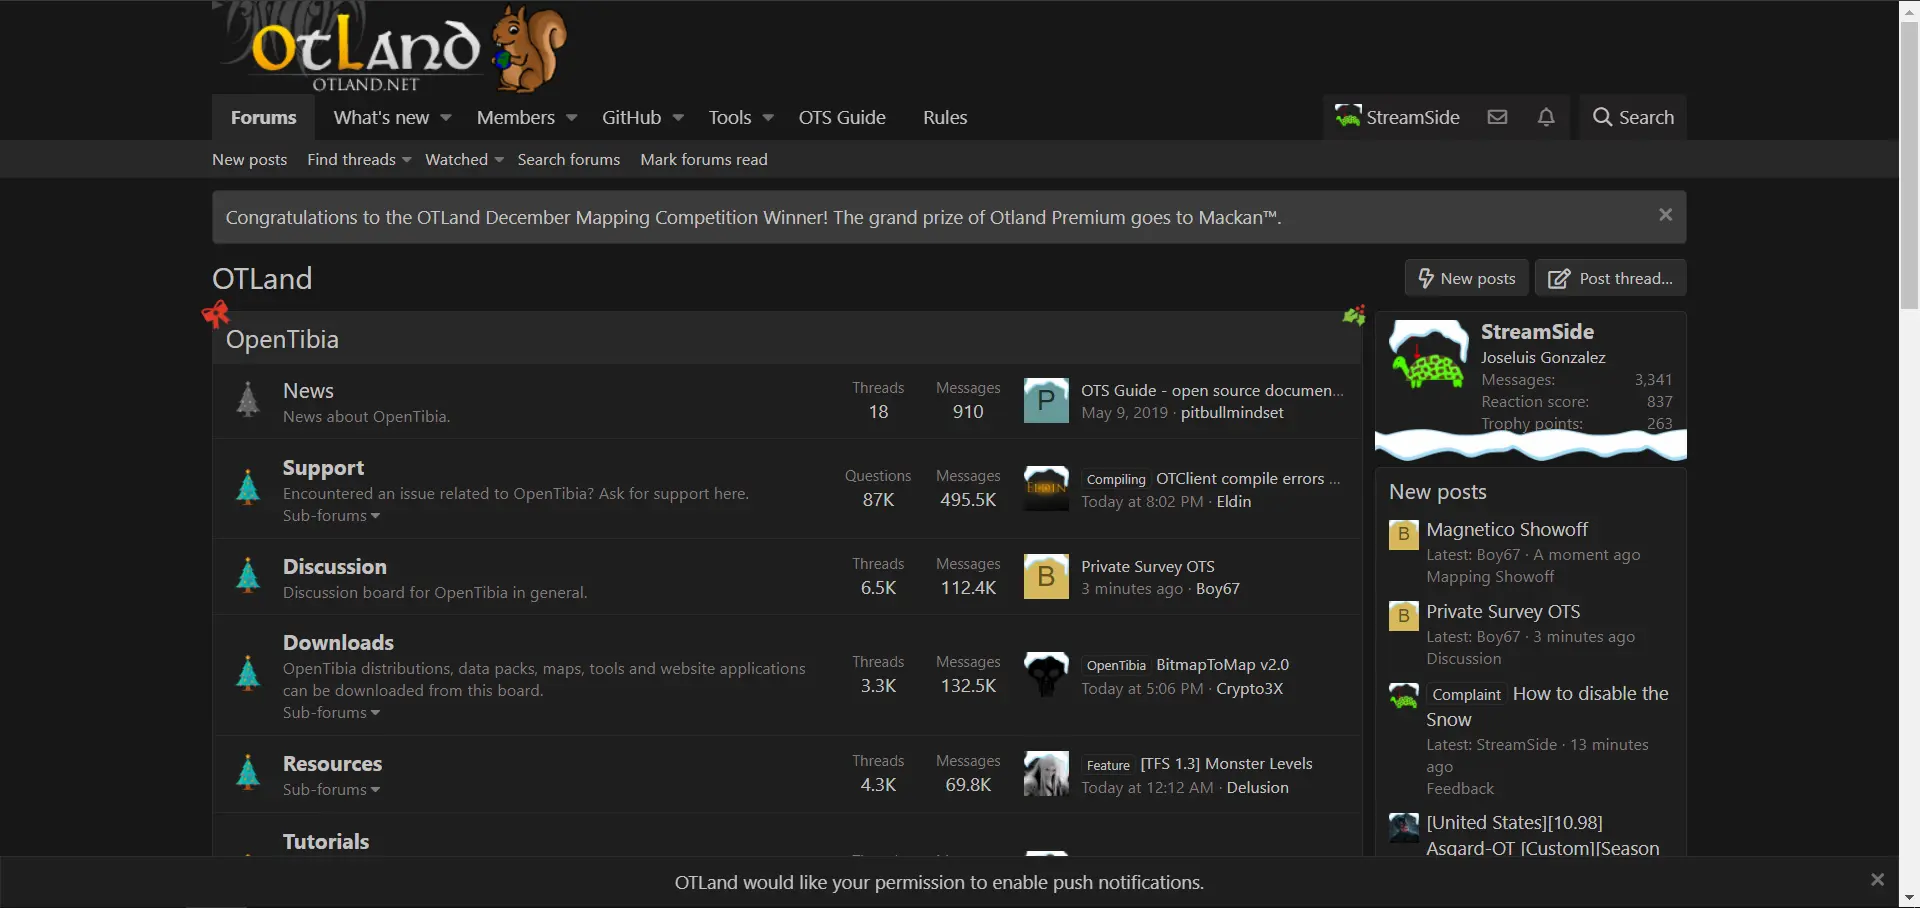 OTLAND
OTLAND.NET
Forums What's new Members GitHub Tools OTS Guide Rules StreamSide Search
New posts Find threads Watched Search forums Mark forums read
Congratulations to the OTLand December Mapping Competition Winner! The grand prize of Otland Premium goes to Mackan™.
OTLand
New posts Post thread...
OpenTibia
News
News about OpenTibia.
Threads
18
Messages
910
P
OTS Guide - open source documen...
May 9, 2019 · pitbullmindset
Support
Encountered an issue related to OpenTibia? Ask for support here.
Sub-forums
Questions
87K
Messages
495.5K
ELDIN
Compiling OTClient compile errors ...
Today at 8:02 PM · Eldin
Discussion
Discussion board for OpenTibia in general.
Threads
6.5K
Messages
112.4K
B
Private Survey OTS
3 minutes ago · Boy67
Downloads
OpenTibia distributions, data packs, maps, tools and website applications
can be downloaded from this board.
Sub-forums
Threads
3.3K
Messages
132.5K
OpenTibia BitmapToMap v2.0
Today at 5:06 PM · Crypto3X
Resources
Sub-forums
Threads
4.3K
Messages
69.8K
Feature [TFS 1.3] Monster Levels
Today at 12:12 AM · Delusion
Tutorials
StreamSide
Joseluis Gonzalez
Messages: 3,341
Reaction score: 837
Trophy points: 263
New posts
B
Magnetico Showoff
Latest: Boy67 · A moment ago
Mapping Showoff
B
Private Survey OTS
Latest: Boy67 · 3 minutes ago
Discussion
Complaint How to disable the
Snow
Latest: StreamSide · 13 minutes
ago
Feedback
[United States][10.98]
Asgard-OT [Custom][Season
OTLand would like your permission to enable push notifications.